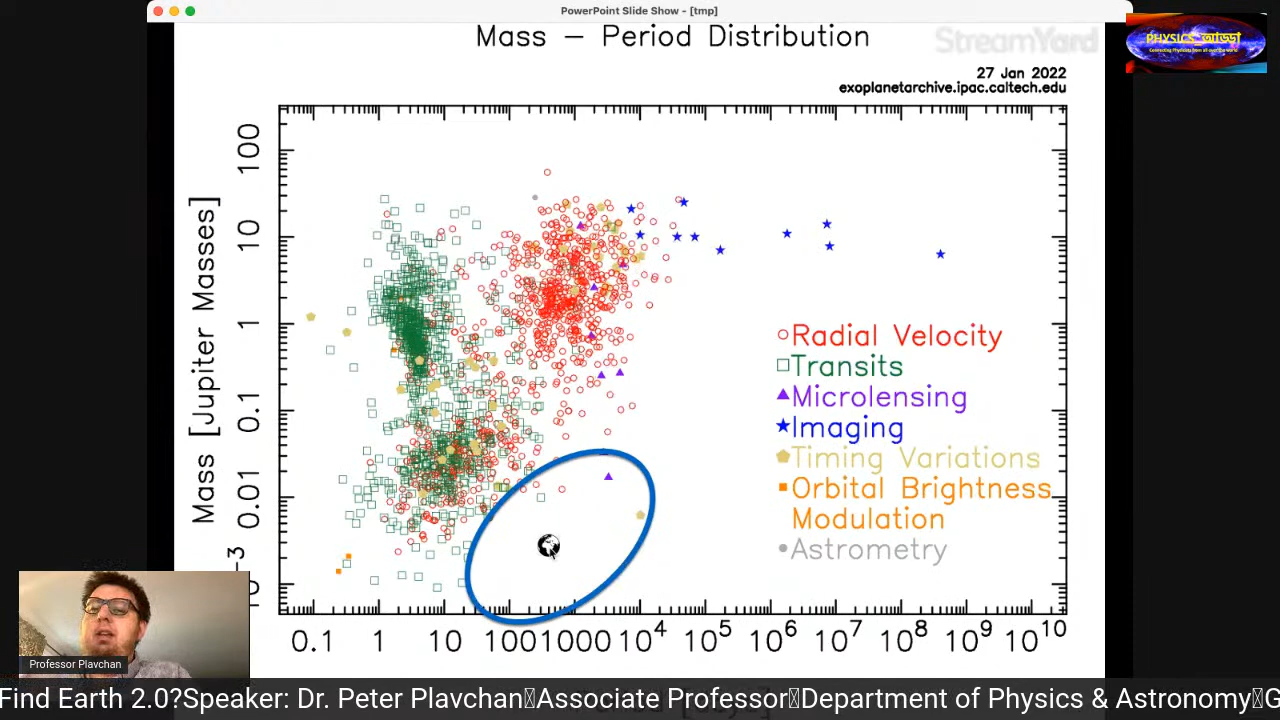 PowerPoint Slide Show - [tmp]
Mass – Period Distribution
StreamYard
PHYSICS_আড্ডা
27 Jan 2022
exoplanetarchive.ipac.caltech.edu
Mass [Jupiter Masses]
100
10
1
0.1
0.01
Radial Velocity
Transits
Microlensing
Imaging
Timing Variations
Orbital Brightness
Modulation
Astrometry
0.1 1 10 100 1000 10⁴ 10⁵ 10⁶ 10⁷ 10⁸ 10⁹ 10¹⁰
Professor Plavchan
Find Earth 2.0?Speaker: Dr. Peter Plavchan Associate Professor Department of Physics & Astronomy